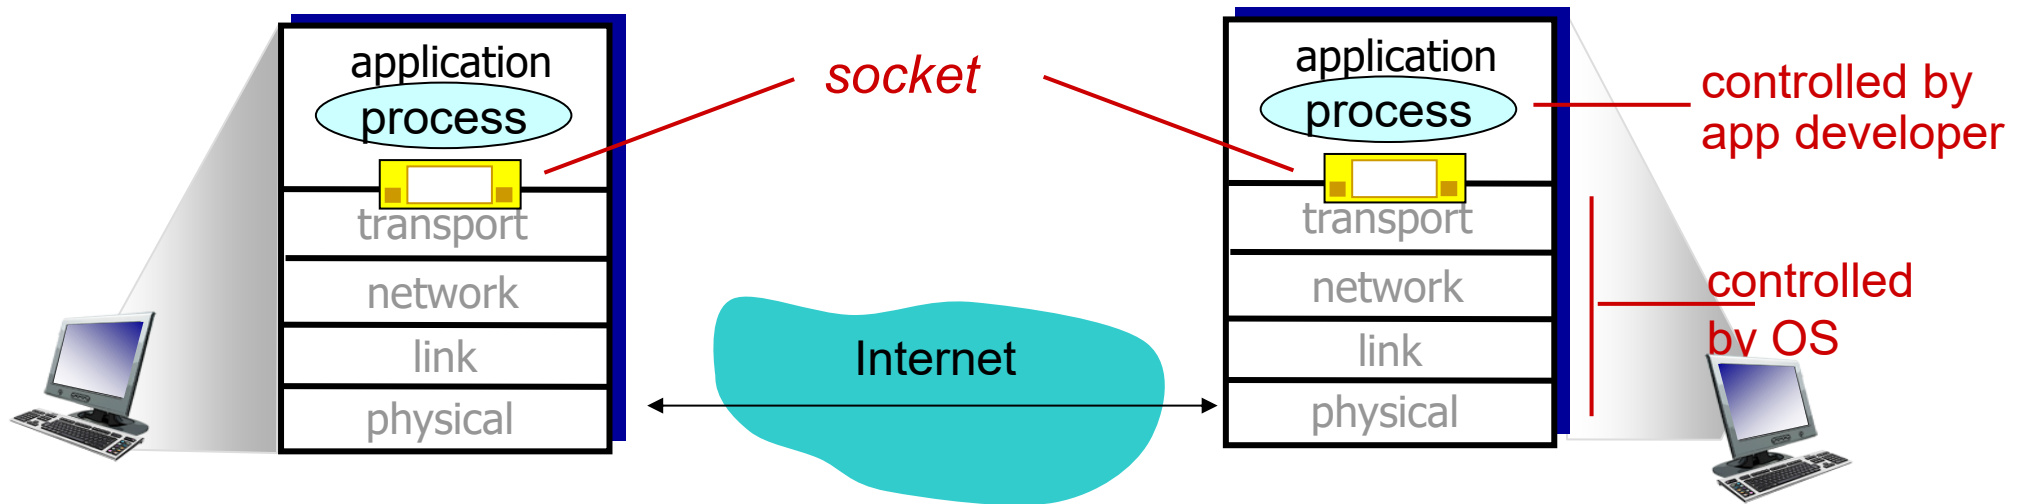 application
process
transport
network
link
physical
socket
Internet
application
process
transport
network
link
physical
controlled by
app developer
controlled
by OS